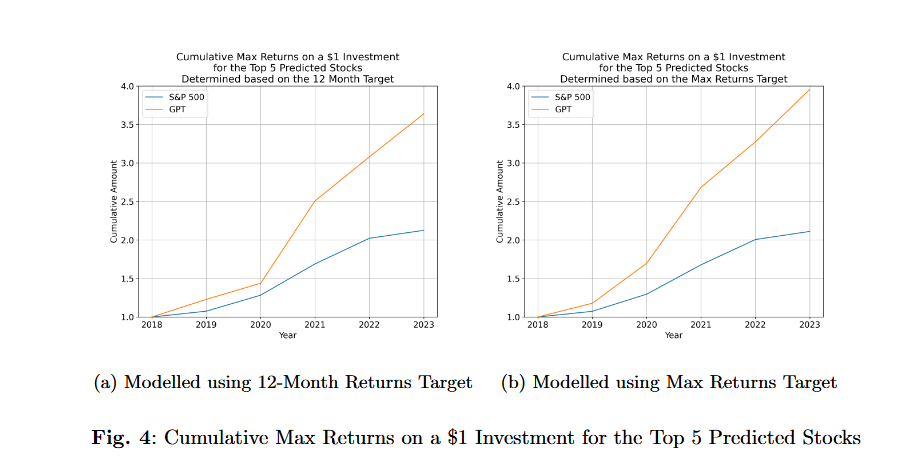 Cumulative Max Returns on a $1 Investment
for the Top 5 Predicted Stocks
Determined based on the 12 Month Target
S&P 500
GPT
4.0
3.5
3.0
2.5
2.0
1.5
1.0
Cumulative Amount
2018 2019 2020 2021 2022 2023
Year
(a) Modelled using 12-Month Returns Target
Cumulative Max Returns on a $1 Investment
for the Top 5 Predicted Stocks
Determined based on the Max Returns Target
S&P 500
GPT
4.0
3.5
3.0
2.5
2.0
1.5
1.0
Cumulative Amount
2018 2019 2020 2021 2022 2023
Year
(b) Modelled using Max Returns Target
Fig. 4: Cumulative Max Returns on a $1 Investment for the Top 5 Predicted Stocks